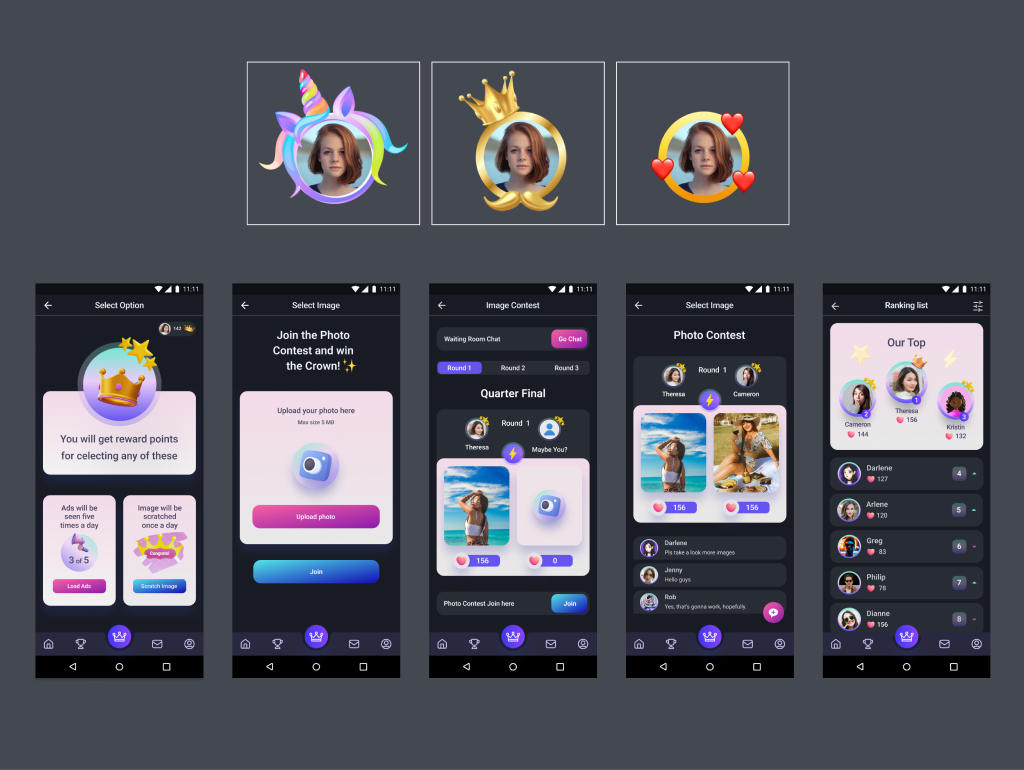 11:11
Select Option
142
You will get reward points
for celecting any of these
Ads will be
seen five
times a day
3 of 5
Load Ads
Image will be
scratched
once a day
Congrats!
Scratch Image
11:11
Select Image
Join the Photo
Contest and win
the Crown!
Upload your photo here
Max size 5 MB
Upload photo
Join
11:11
Image Contest
Waiting Room Chat
Go Chat
Round 1
Round 2
Round 3
Quarter Final
Round 1
Theresa
Maybe You?
156
0
Photo Contest Join here
Join
11:11
Select Image
Photo Contest
Round 1
Theresa
Cameron
156
156
Darlene
Pls take a look more images
Jenny
Hello guys
Rob
Yes, that's gonna work, hopefully.
11:11
Ranking list
Our Top
2
Cameron
144
1
Theresa
156
3
Kristin
132
Darlene
127
4
Arlene
120
5
Greg
83
6
Philip
78
7
Dianne
156
8